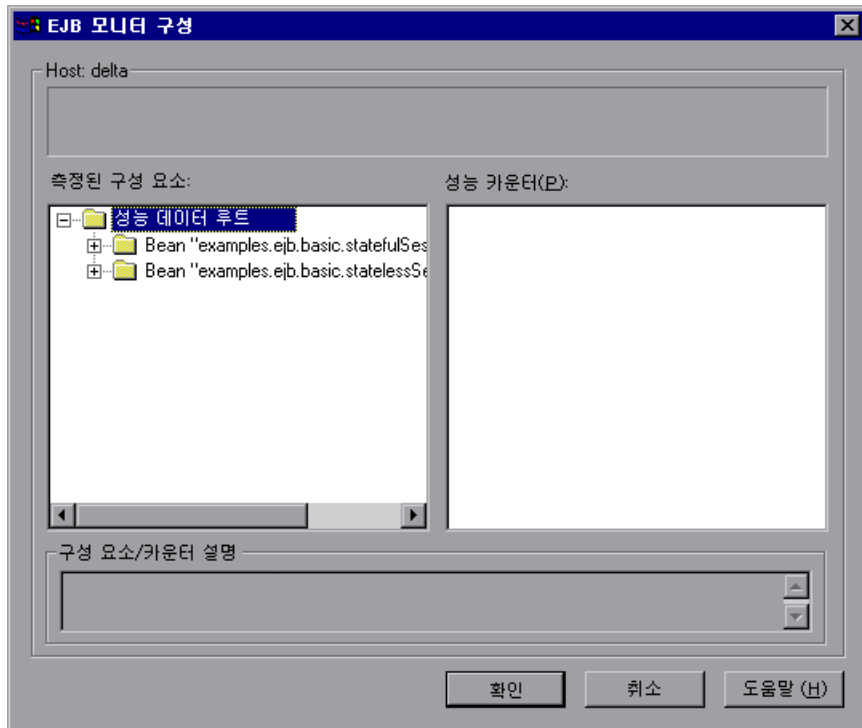 EJB 모니터 구성
Host: delta
측정된 구성 요소:
성능 카운터(P):
성능 데이터 루트
Bean "examples.ejb.basic.statefulSes
Bean "examples.ejb.basic.statelessSe
구성 요소/카운터 설명
확인
취소
도움말 (H)